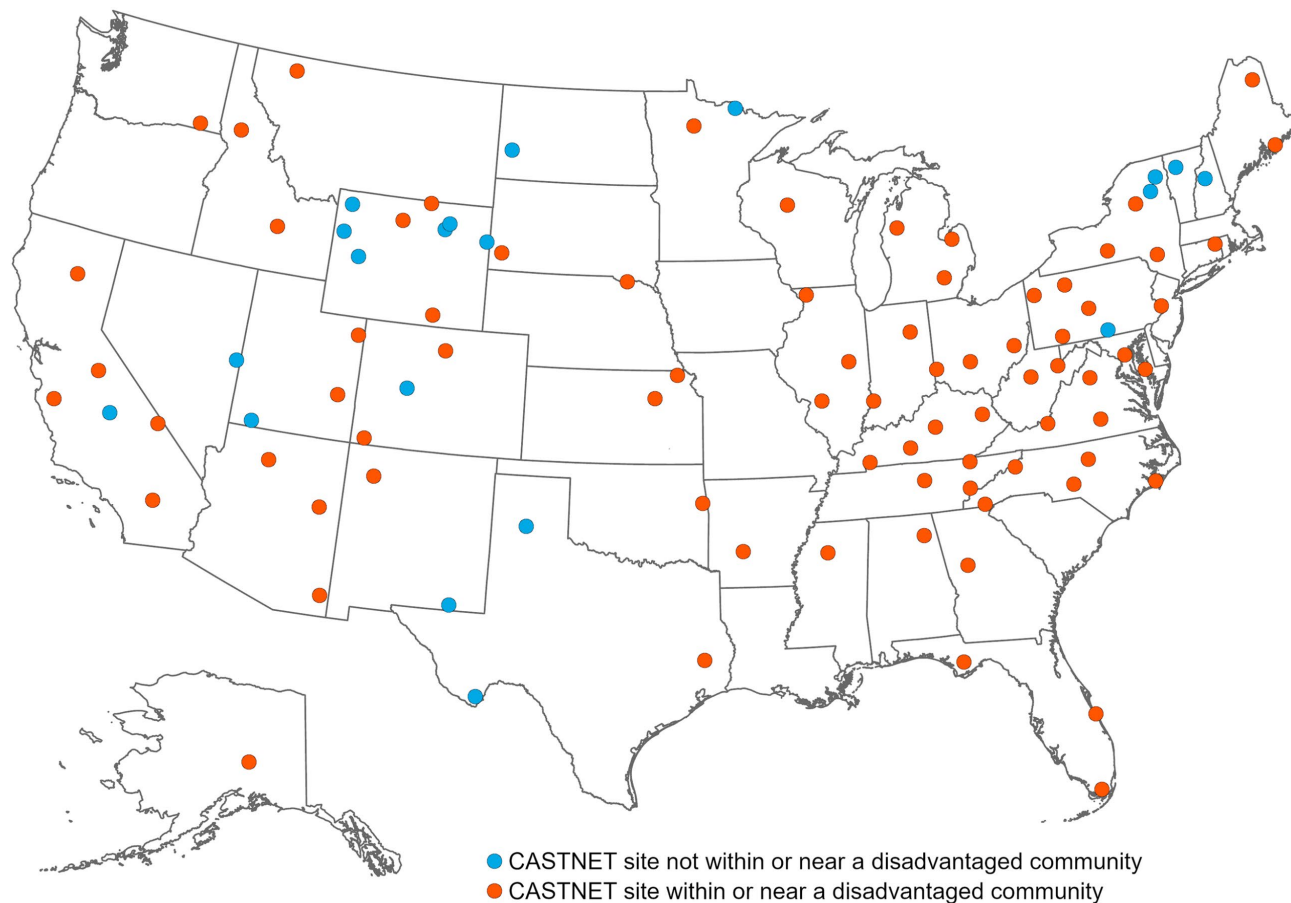 CASTNET site not within or near a disadvantaged community
CASTNET site within or near a disadvantaged community